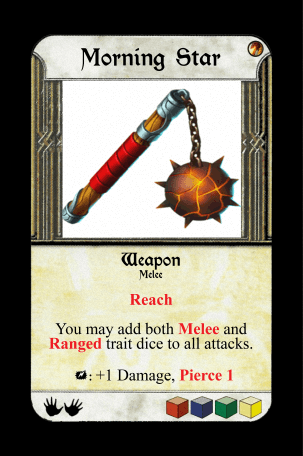 Morning Star
Weapon
Melee
Reach
You may add both Melee and
Ranged trait dice to all attacks.
: +1 Damage, Pierce 1